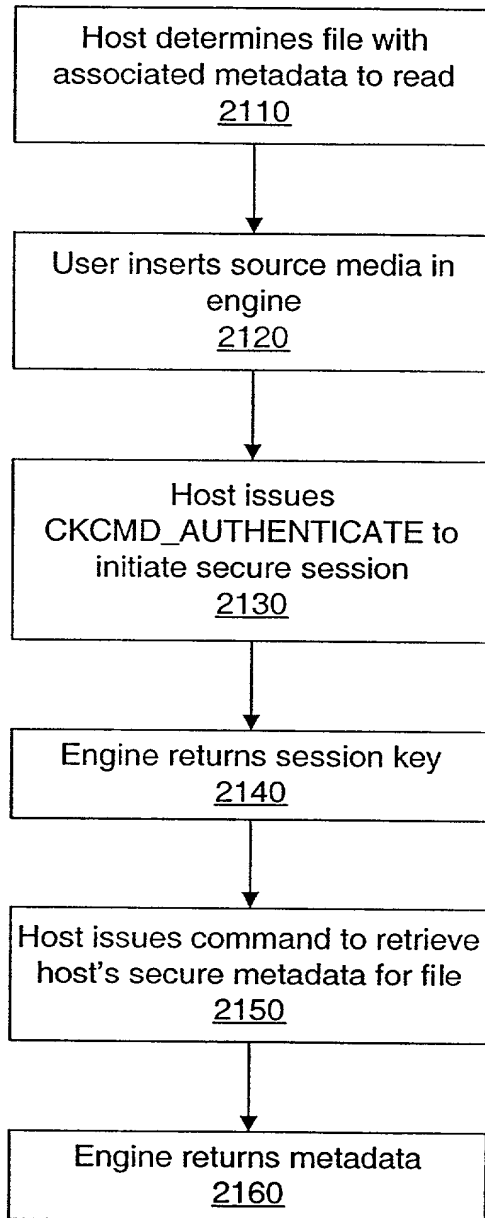 Host determines file with
associated metadata to read
2110
User inserts source media in
engine
2120
Host issues
CKCMD_AUTHENTICATE to
initiate secure session
2130
Engine returns session key
2140
Host issues command to retrieve
host's secure metadata for file
2150
Engine returns metadata
2160